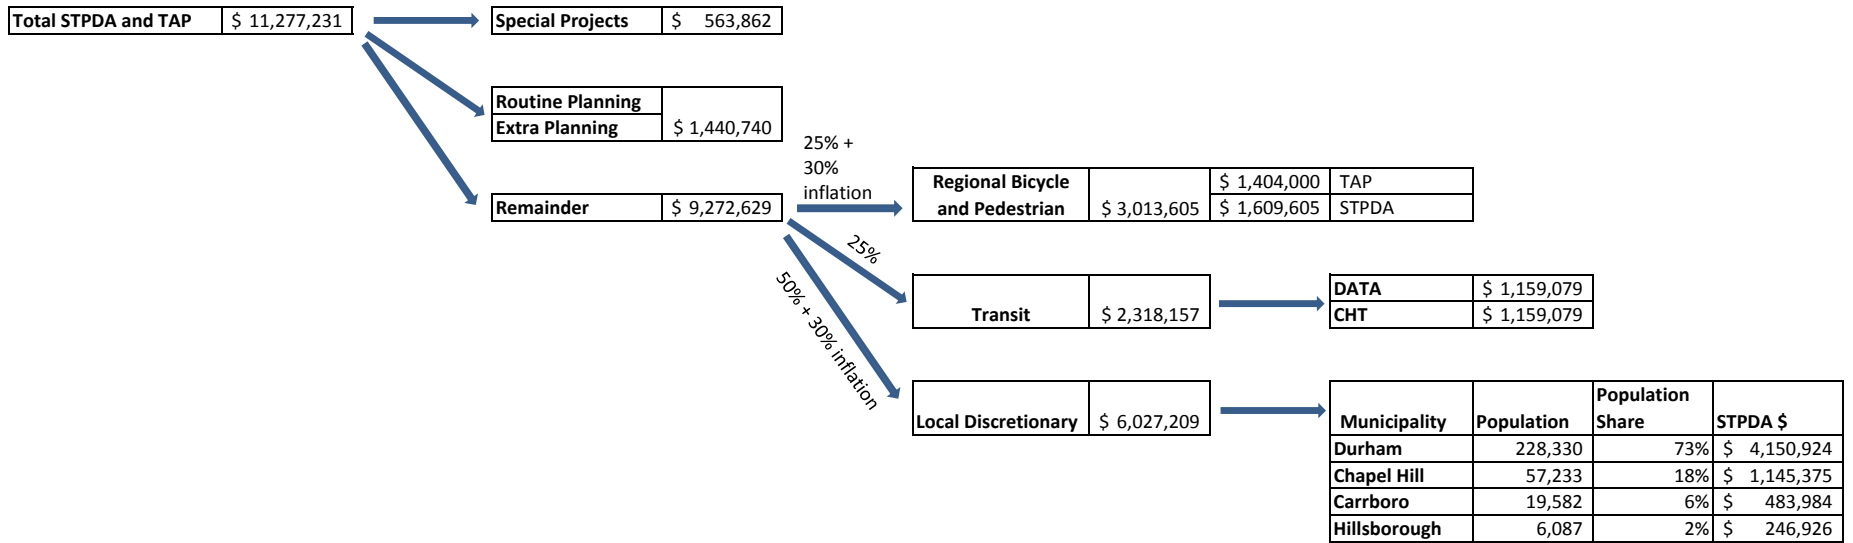 Total STPDA and TAP $ 11,277,231 Special Projects $ 563,862
Routine Planning
Extra Planning $ 1,440,740
Remainder $ 9,272,629
25% +
30%
inflation
Regional Bicycle
and Pedestrian $ 3,013,605
$ 1,404,000 TAP
$ 1,609,605 STPDA
25%
Transit $ 2,318,157
DATA $ 1,159,079
CHT $ 1,159,079
50% + 30% inflation
Local Discretionary $ 6,027,209
Municipality Population Population Share STPDA $
Durham 228,330 73% $ 4,150,924
Chapel Hill 57,233 18% $ 1,145,375
Carrboro 19,582 6% $ 483,984
Hillsborough 6,087 2% $ 246,926